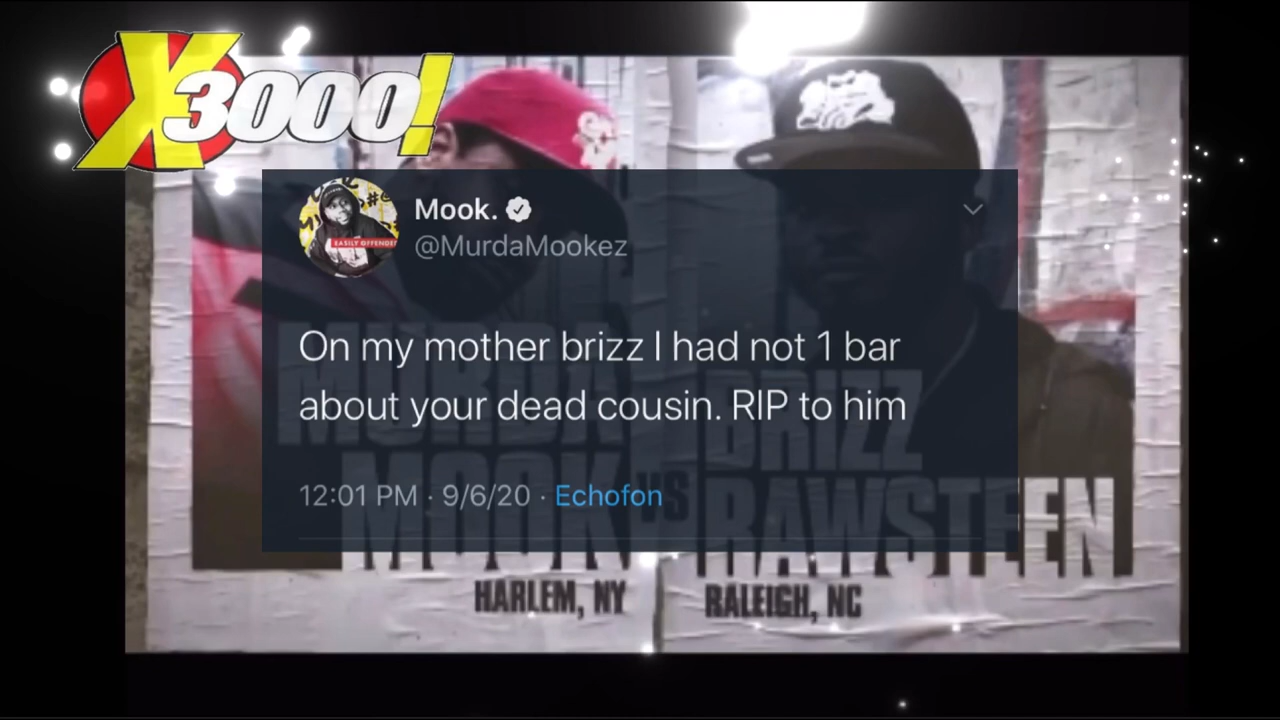 X3000!
Mook.
@MurdaMookez
EASILY OFFENDED
On my mother brizz I had not 1 bar
about your dead cousin. RIP to him
12:01 PM · 9/6/20 · Echofon
MURDA
MOOK
VS
BRIZZ
RAWSTEEN
HARLEM, NY
RALEIGH, NC